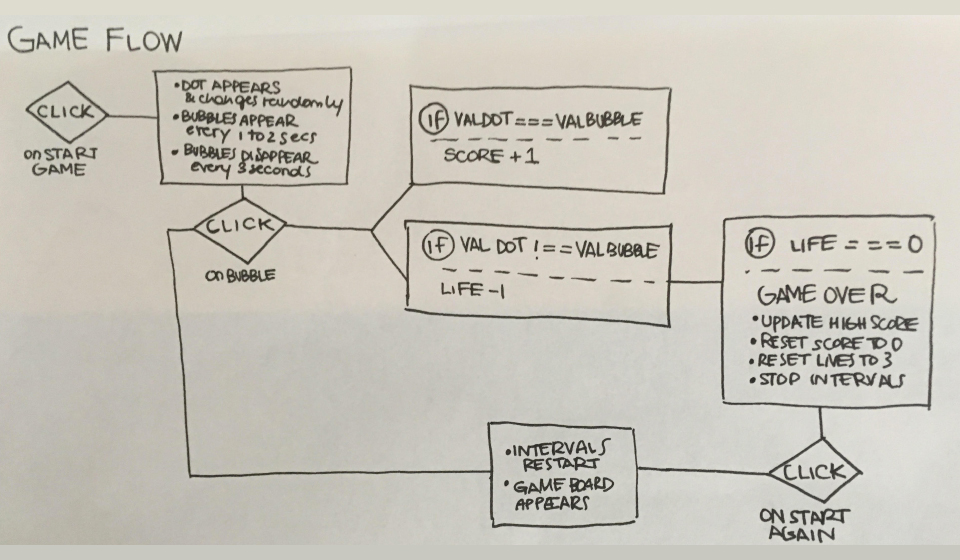 GAME FLOW
CLICK
on START
GAME
• DOT APPEARS
& changes randomly
• BUBBLES APPEAR
every 1 to 2 secs
• BUBBLES DISAPPEAR
every 3 seconds
CLICK
on BUBBLE
IF VALDOT === VALBUBBLE
SCORE + 1
IF VAL DOT !== VALBUBBLE
LIFE -1
IF LIFE === 0
GAME OVER
• UPDATE HIGH SCORE
• RESET SCORE TO 0
• RESET LIVES TO 3
• STOP INTERVALS
CLICK
ON START
AGAIN
• INTERVALS
RESTART
• GAME BOARD
APPEARS